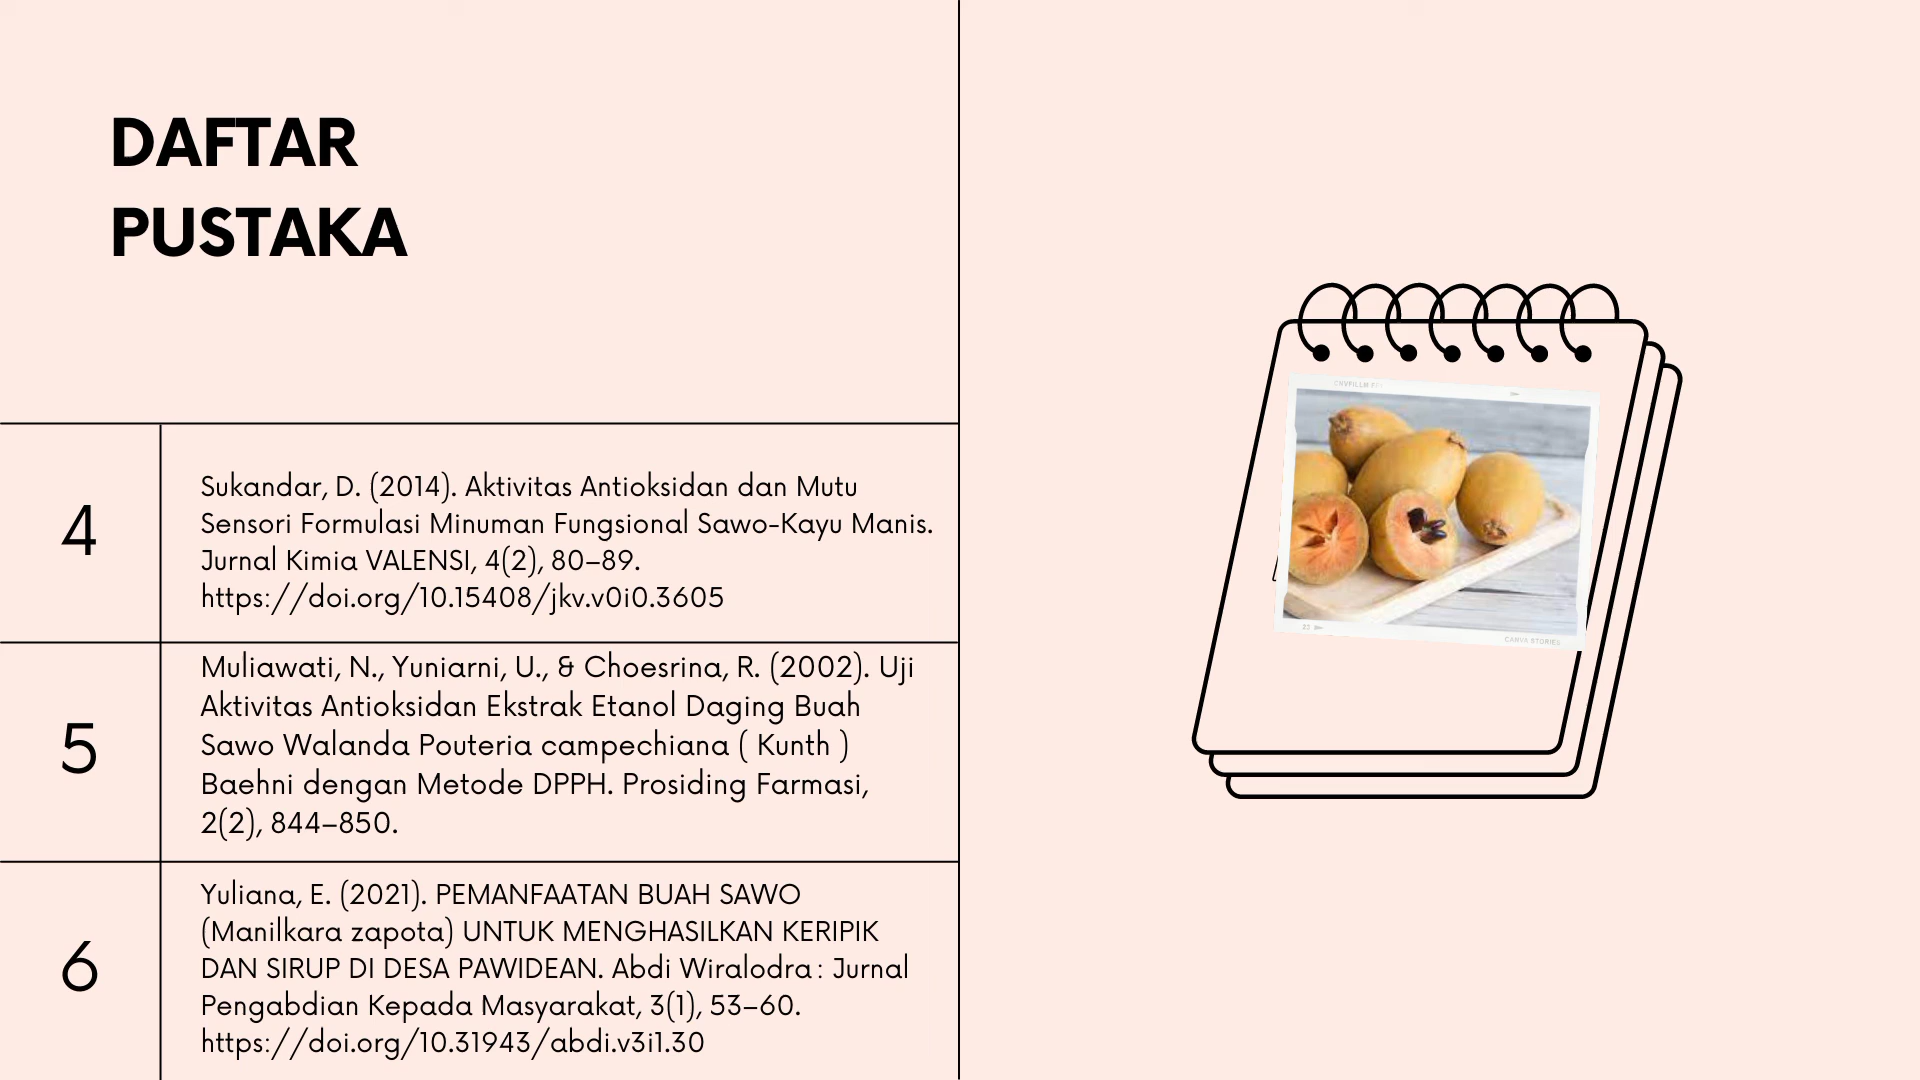 DAFTAR
PUSTAKA
4
Sukandar, D. (2014). Aktivitas Antioksidan dan Mutu
Sensori Formulasi Minuman Fungsional Sawo-Kayu Manis.
Jurnal Kimia VALENSI, 4(2), 80–89.
https://doi.org/10.15408/jkv.v0i0.3605
5
Muliawati, N., Yuniarni, U., & Choesrina, R. (2002). Uji
Aktivitas Antioksidan Ekstrak Etanol Daging Buah
Sawo Walanda Pouteria campechiana ( Kunth )
Baehni dengan Metode DPPH. Prosiding Farmasi,
2(2), 844–850.
6
Yuliana, E. (2021). PEMANFAATAN BUAH SAWO
(Manilkara zapota) UNTUK MENGHASILKAN KERIPIK
DAN SIRUP DI DESA PAWIDEAN. Abdi Wiralodra : Jurnal
Pengabdian Kepada Masyarakat, 3(1), 53–60.
https://doi.org/10.31943/abdi.v3i1.30
CANVA STORIES